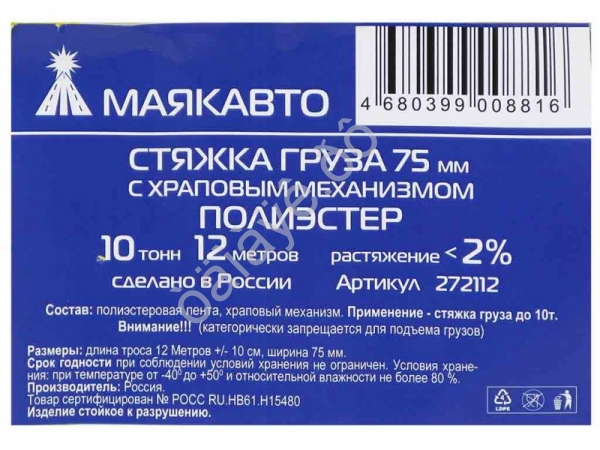 МАЯКАВТО
4 680399 008816
СТЯЖКА ГРУЗА 75 мм
С ХРАПОВЫМ МЕХАНИЗМОМ
ПОЛИЭСТЕР
10 тонн 12 метров растяжение <2%
сделано в России Артикул 272112
Состав: полиэстеровая лента, храповый механизм. Применение - стяжка груза до 10т.
Внимание!!! (категорически запрещается для подъема грузов)
Размеры: длина троса 12 Метров +/- 10 см, ширина 75 мм.
Срок годности при соблюдении условий хранения не ограничен. Условия хране-
ния: при температуре от -40º до +50º и относительной влажности не более 80 %.
Производитель: Россия.
Товар сертифицирован № РОСС RU.HB61.H15480
Изделие стойкое к разрушению.
LDPE